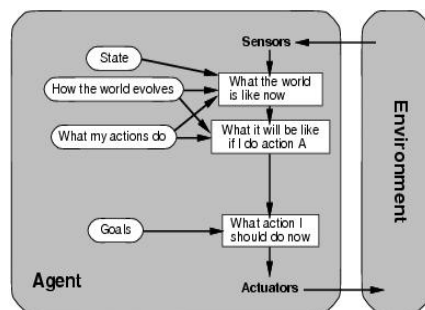 Sensors
State
How the world evolves
What the world
is like now
What my actions do
What it will be like
if I do action A
Goals
What action I
should do now
Agent
Actuators
Environment